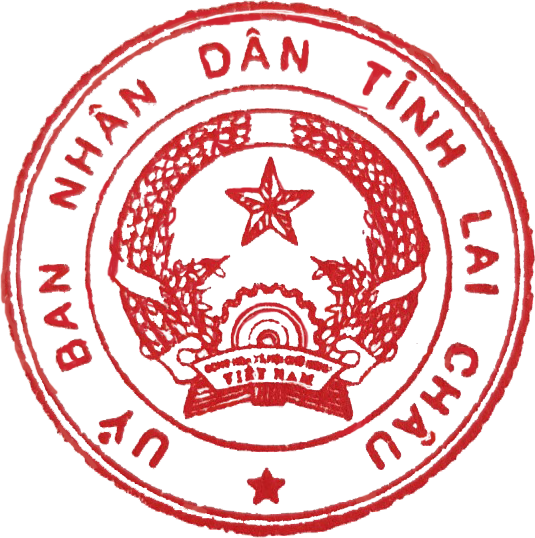 UỶ BAN NHÂN DÂN TỈNH LAI CHÂU
VIỆT NAM